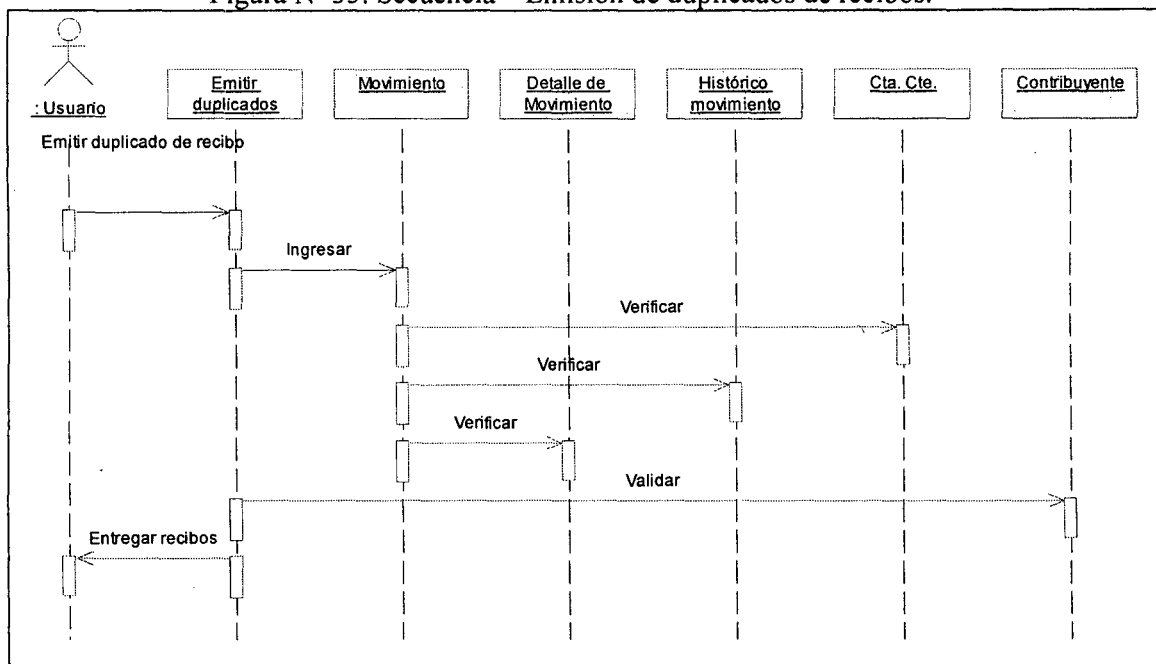 Figura N° 35: Secuencia – Emisión de duplicados de recibos.
: Usuario
Emitir
duplicados
Movimiento
Detalle de
Movimiento
Histórico
movimiento
Cta. Cte.
Contribuyente
Emitir duplicado de recibo
Ingresar
Verificar
Verificar
Verificar
Validar
Entregar recibos